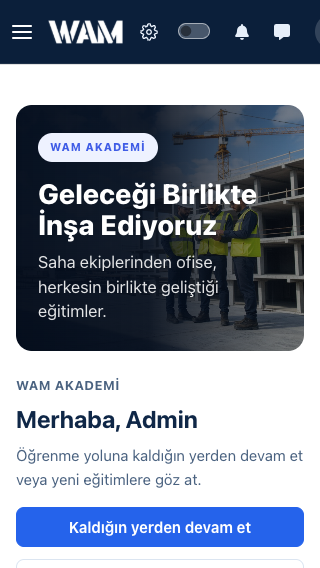 WAM
WAM AKADEMİ
Geleceği Birlikte
İnşa Ediyoruz
Saha ekiplerinden ofise,
herkesin birlikte geliştiği
eğitimler.
WAM AKADEMİ
Merhaba, Admin
Öğrenme yoluna kaldığın yerden devam et
veya yeni eğitimlere göz at.
Kaldığın yerden devam et